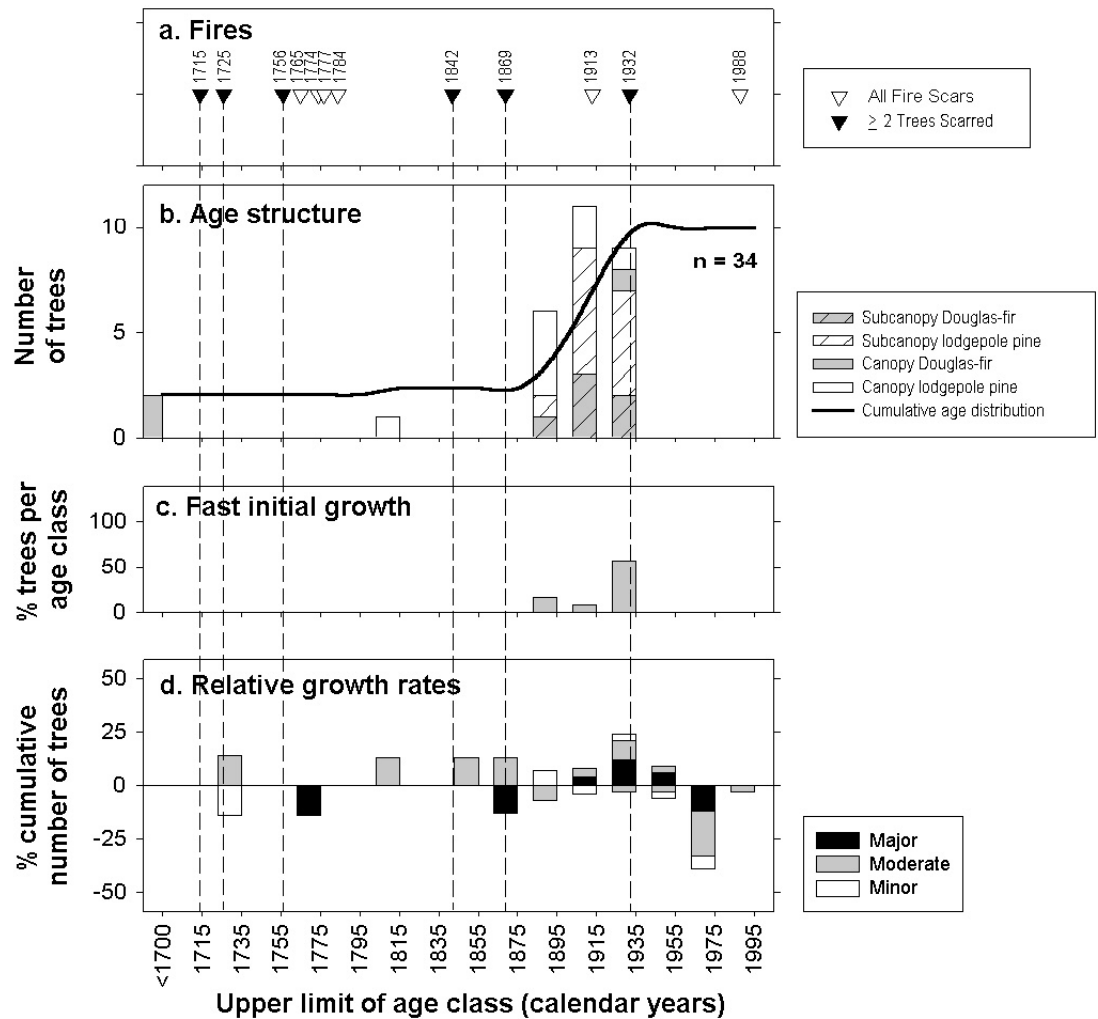 a. Fires
1715
1725
1756
1765
1774
1777
1784
1842
1869
1913
1932
1988
All Fire Scars
≥ 2 Trees Scarred
b. Age structure
n = 34
10
5
0
Number
of trees
Subcanopy Douglas-fir
Subcanopy lodgepole pine
Canopy Douglas-fir
Canopy lodgepole pine
Cumulative age distribution
c. Fast initial growth
100
50
0
% trees per
age class
d. Relative growth rates
50
25
0
-25
-50
% cumulative
number of trees
Major
Moderate
Minor
<1700
1715
1735
1755
1775
1795
1815
1835
1855
1875
1895
1915
1935
1955
1975
1995
Upper limit of age class (calendar years)